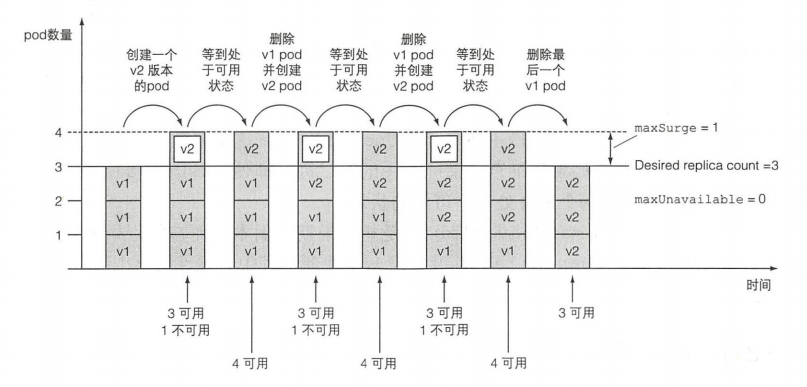 pod数量
创建一个
v2 版本
的pod
等到处
于可用
状态
删除
v1 pod
并创建
v2 pod
等到处
于可用
状态
删除
v1 pod
并创建
v2 pod
等到处
于可用
状态
删除最
后一个
v1 pod
4
v2
v2
v2
v2
v2
v2
maxSurge = 1
3
Desired replica count =3
v1
v1
v1
v2
v2
v2
v2
v2
2
maxUnavailable = 0
v1
v1
v1
v1
v2
v2
v2
v2
1
v1
v1
v1
v1
v1
v1
v1
v2
时间
3 可用
1 不可用
4 可用
3 可用
1 不可用
4 可用
3 可用
1 不可用
4 可用
3 可用